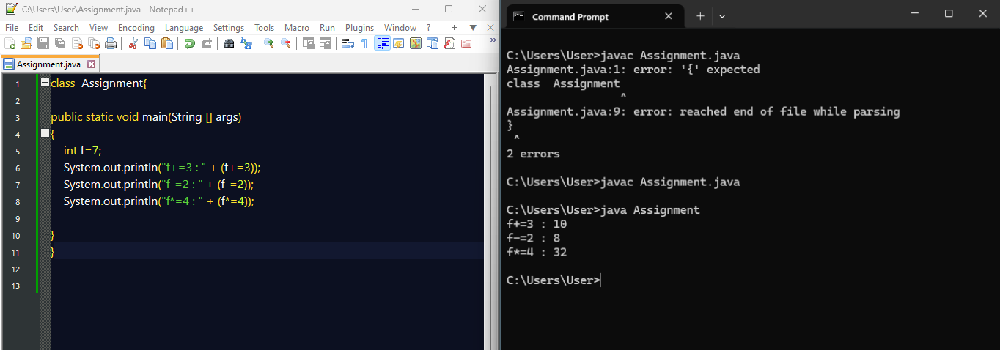 C:\Users\User\Assignment.java - Notepad++
File Edit Search View Encoding Language Settings Tools Macro Run Plugins Window ? + ▼ ✕
Assignment.java
1 class  Assignment{
2
3 public static void main(String [] args)
4 {
5 int f=7;
6 System.out.println("f+=3 : " + (f+=3));
7 System.out.println("f-=2 : " + (f-=2));
8 System.out.println("f*=4 : " + (f*=4));
9
10 }
11 }
12
13
Command Prompt
C:\Users\User>javac Assignment.java
Assignment.java:1: error: '{' expected
class  Assignment
^
Assignment.java:9: error: reached end of file while parsing
}
^
2 errors
C:\Users\User>javac Assignment.java
C:\Users\User>java Assignment
f+=3 : 10
f-=2 : 8
f*=4 : 32
C:\Users\User>